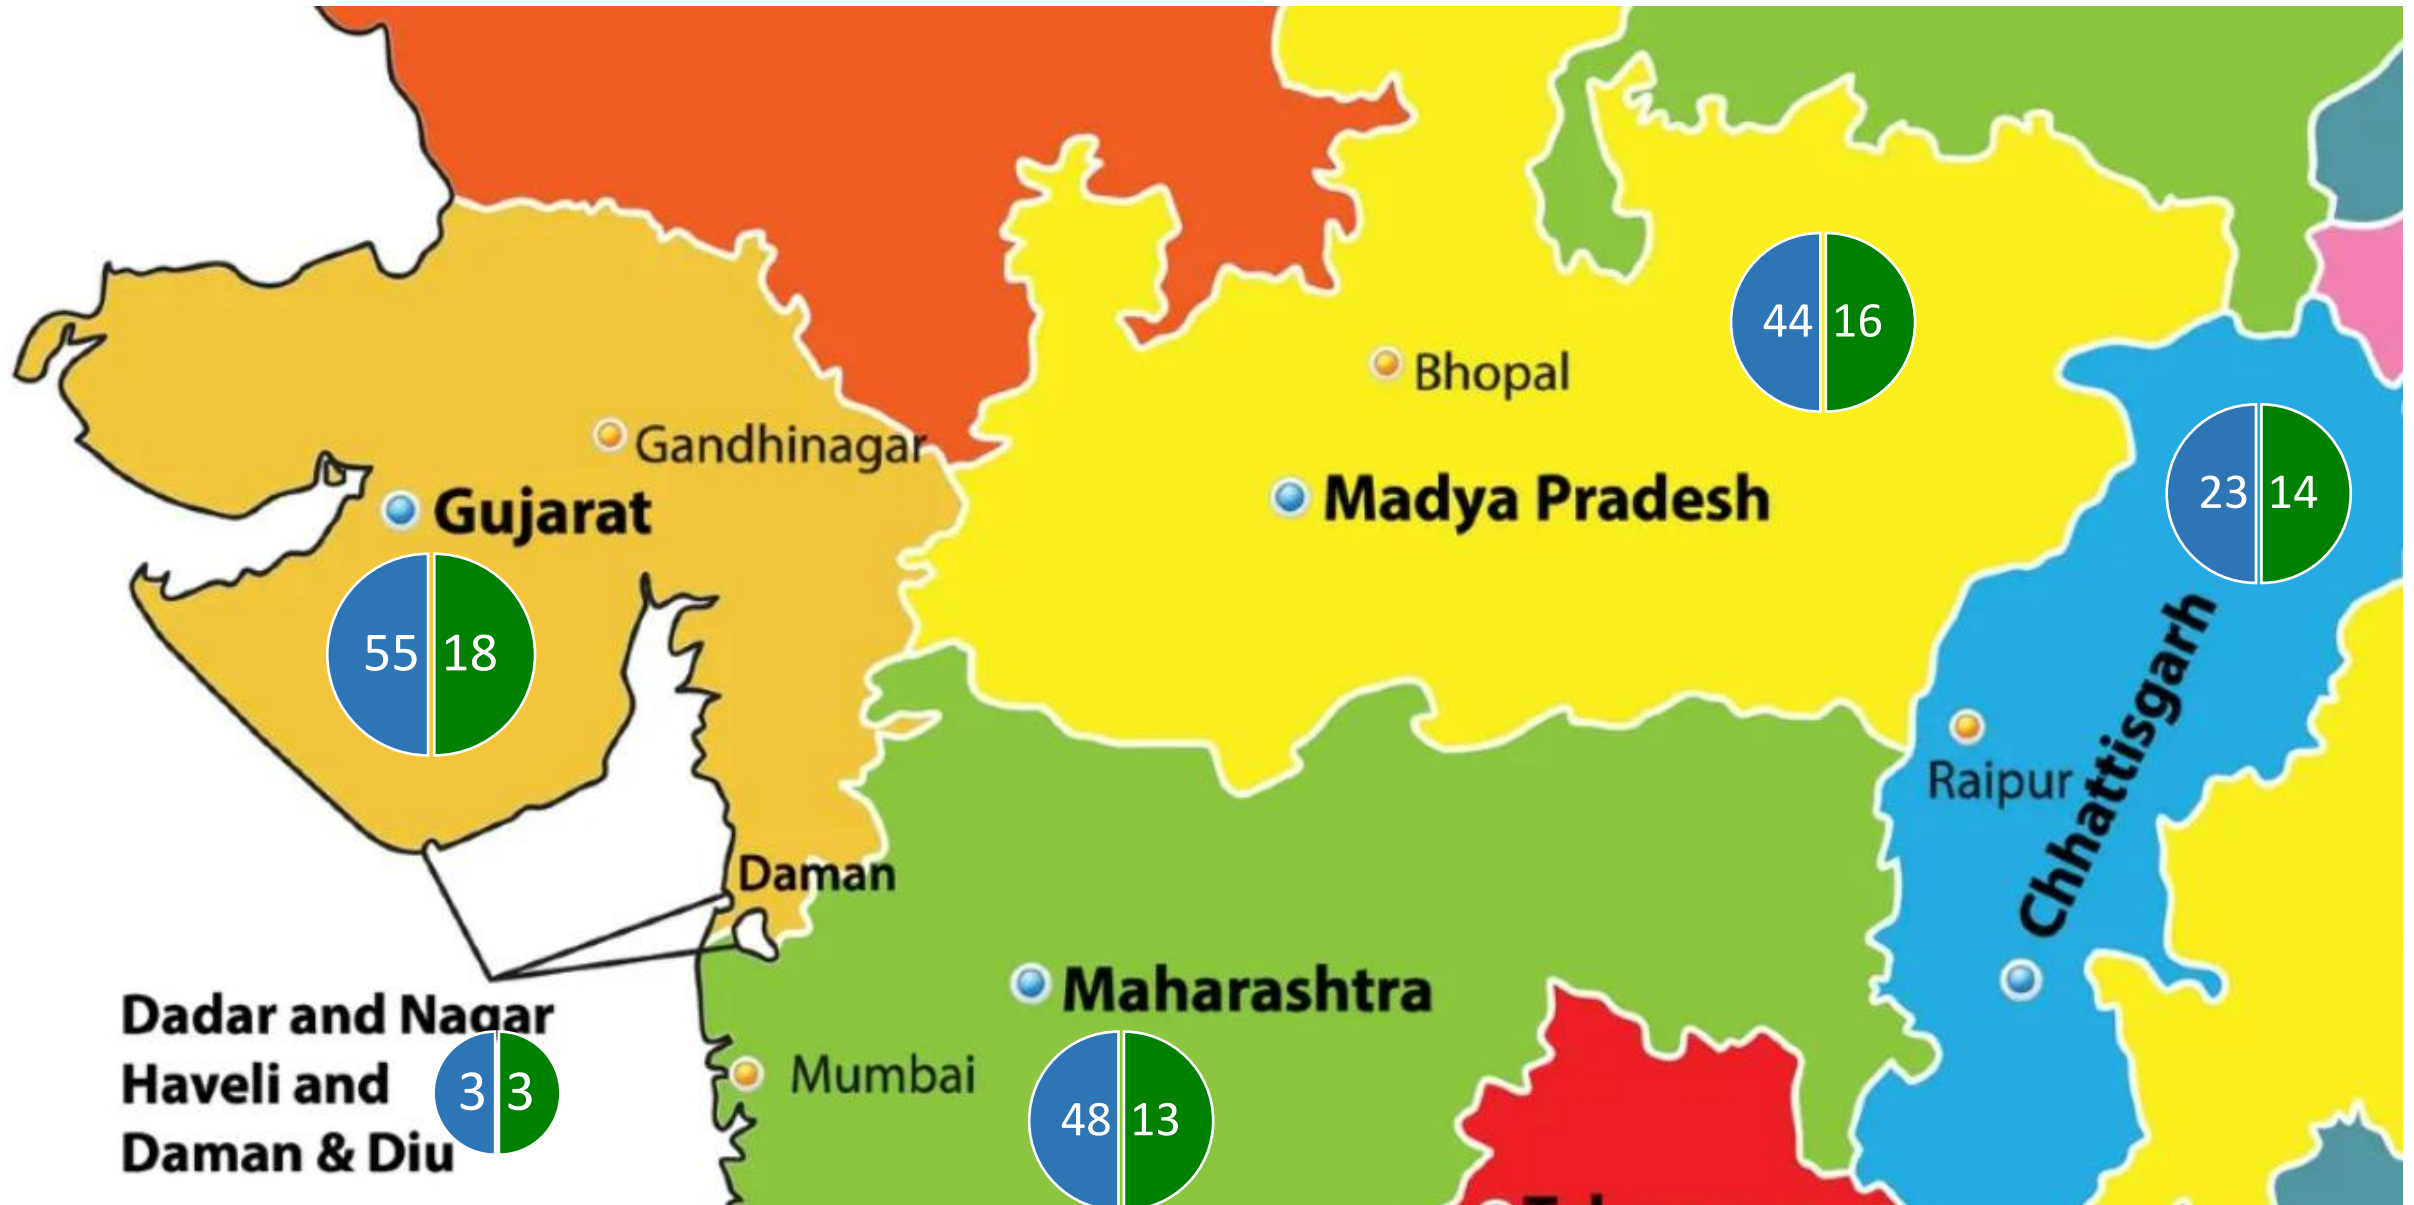 44 16
Bhopal
Gandhinagar
23 14
Madya Pradesh
Gujarat
55 18
Chhattisgarh
Raipur
Daman
Maharashtra
Dadar and Nagar
Haveli and
Daman & Diu
3 3
Mumbai
48 13